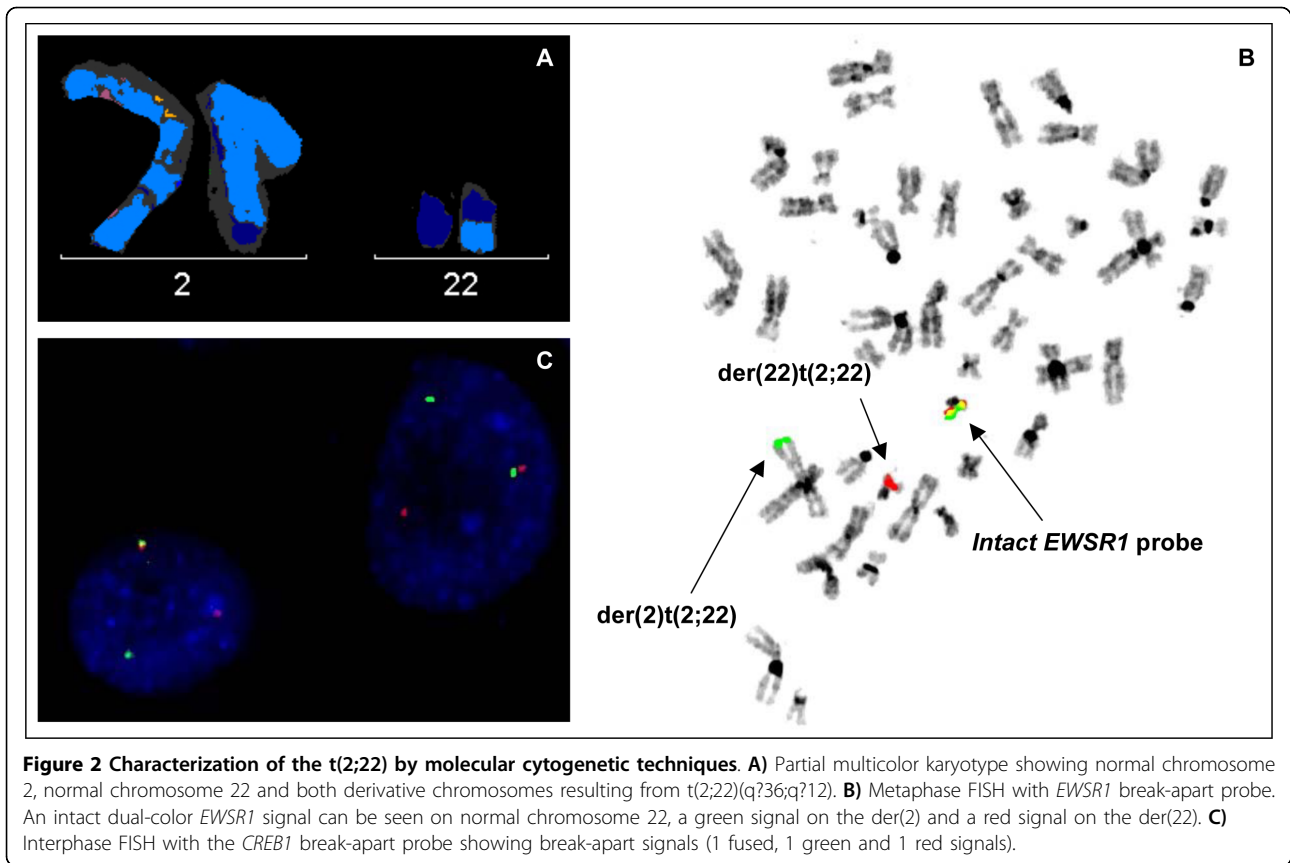 A
2
22
B
der(22)t(2;22)
Intact EWSR1 probe
der(2)t(2;22)
C
Figure 2 Characterization of the t(2;22) by molecular cytogenetic techniques. A) Partial multicolor karyotype showing normal chromosome
2, normal chromosome 22 and both derivative chromosomes resulting from t(2;22)(q?36;q?12). B) Metaphase FISH with EWSR1 break-apart probe.
An intact dual-color EWSR1 signal can be seen on normal chromosome 22, a green signal on the der(2) and a red signal on the der(22). C)
Interphase FISH with the CREB1 break-apart probe showing break-apart signals (1 fused, 1 green and 1 red signals).